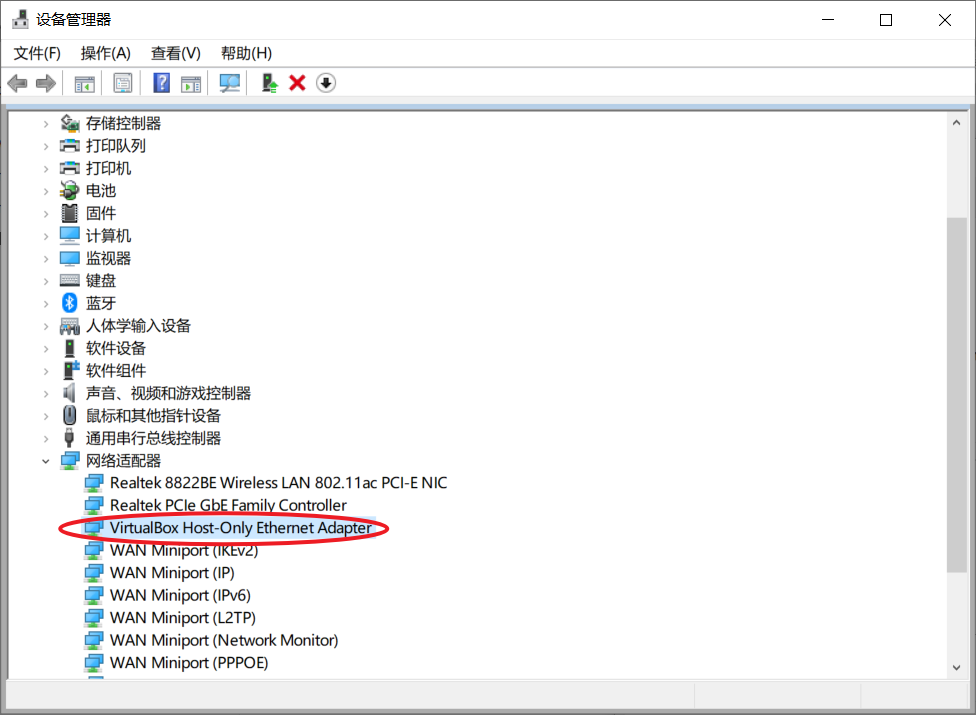 设备管理器
文件(F) 操作(A) 查看(V) 帮助(H)
存储控制器
打印队列
打印机
电池
固件
计算机
监视器
键盘
蓝牙
人体学输入设备
软件设备
软件组件
声音、视频和游戏控制器
鼠标和其他指针设备
通用串行总线控制器
网络适配器
Realtek 8822BE Wireless LAN 802.11ac PCI-E NIC
Realtek PCIe GbE Family Controller
VirtualBox Host-Only Ethernet Adapter
WAN Miniport (IKEv2)
WAN Miniport (IP)
WAN Miniport (IPv6)
WAN Miniport (L2TP)
WAN Miniport (Network Monitor)
WAN Miniport (PPPOE)